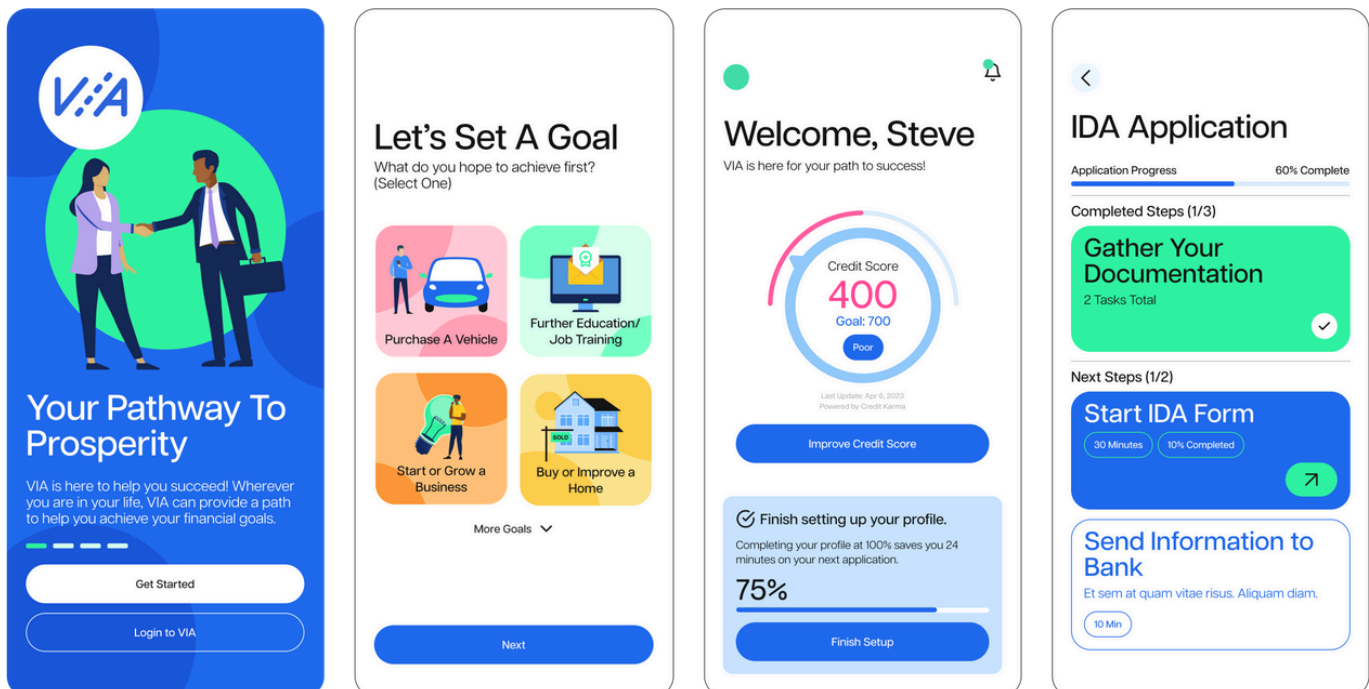 VIA
Your Pathway To
Prosperity
VIA is here to help you succeed! Wherever
you are in your life, VIA can provide a path
to help you achieve your financial goals.
Get Started
Login to VIA
Let's Set A Goal
What do you hope to achieve first?
(Select One)
Purchase A Vehicle
Further Education/
Job Training
SOLD
Start or Grow a
Business
Buy or Improve a
Home
More Goals
Next
Welcome, Steve
VIA is here for your path to success!
Credit Score
400
Goal: 700
Poor
Last Update: Apr 6, 2023
Powered by Credit Karma
Improve Credit Score
Finish setting up your profile.
Completing your profile at 100% saves you 24
minutes on your next application.
75%
Finish Setup
IDA Application
Application Progress 60% Complete
Completed Steps (1/3)
Gather Your
Documentation
2 Tasks Total
Next Steps (1/2)
Start IDA Form
30 Minutes 10% Completed
Send Information to
Bank
Et sem at quam vitae risus. Aliquam diam.
10 Min